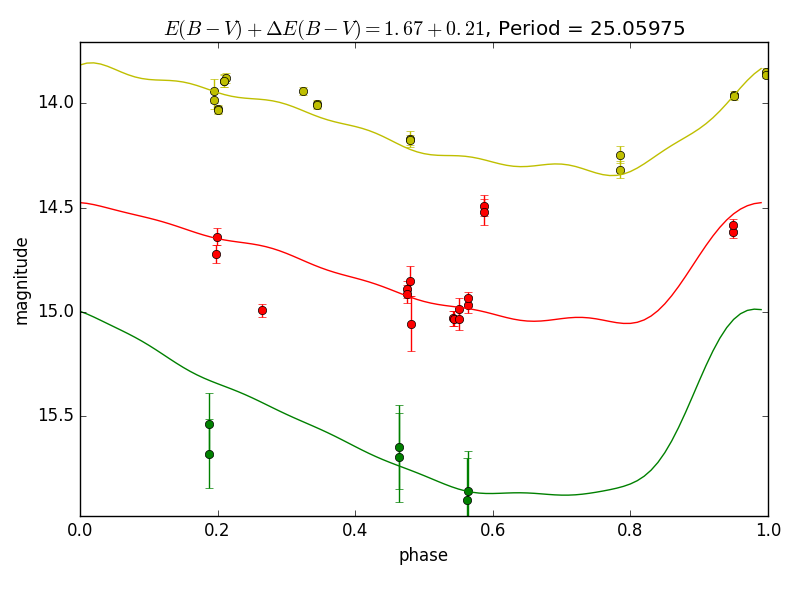 E(B − V) + ΔE(B − V) = 1.67 + 0.21, Period = 25.05975
14.0
14.5
15.0
15.5
magnitude
0.0 0.2 0.4 0.6 0.8 1.0
phase